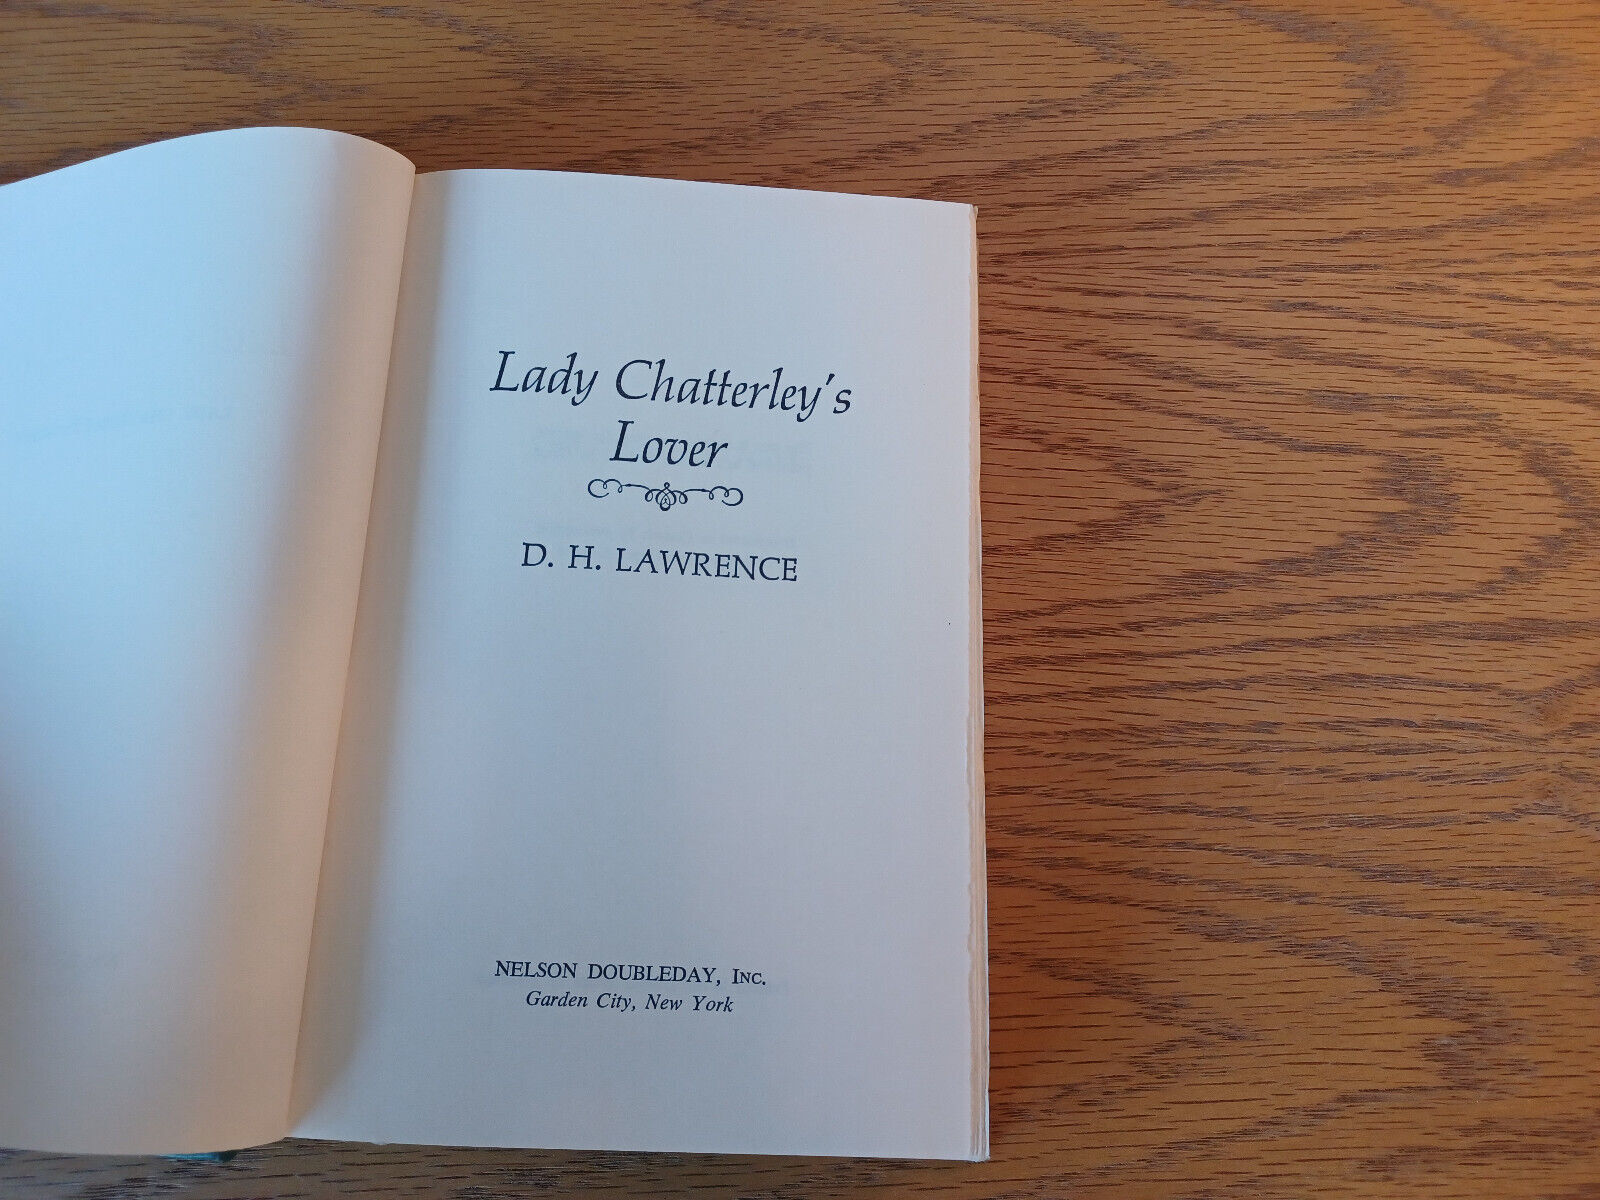 Lady Chatterley's
Lover
D. H. LAWRENCE
NELSON DOUBLEDAY, INC.
Garden City, New York